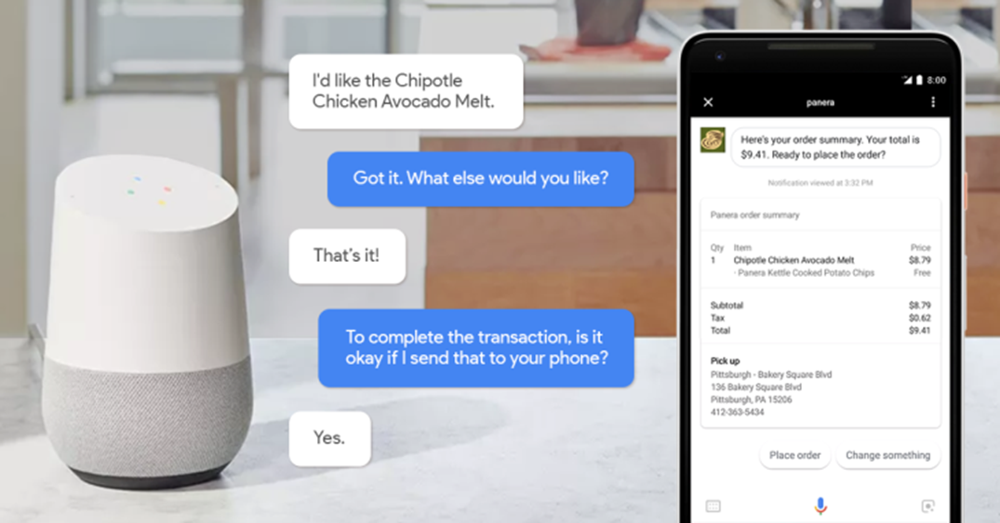 I'd like the Chipotle
Chicken Avocado Melt.
Got it. What else would you like?
That's it!
To complete the transaction, is it
okay if I send that to your phone?
Yes.
8:00
panera
Here's your order summary. Your total is
$9.41. Ready to place the order?
Notification viewed at 3:32 PM
Panera order summary
Qty Item Price
1 Chipotle Chicken Avocado Melt $8.79
- Panera Kettle Cooked Potato Chips Free
Subtotal $8.79
Tax $0.62
Total $9.41
Pick up
Pittsburgh - Bakery Square Blvd
136 Bakery Square Blvd
Pittsburgh, PA 15206
412-363-5434
Place order Change something